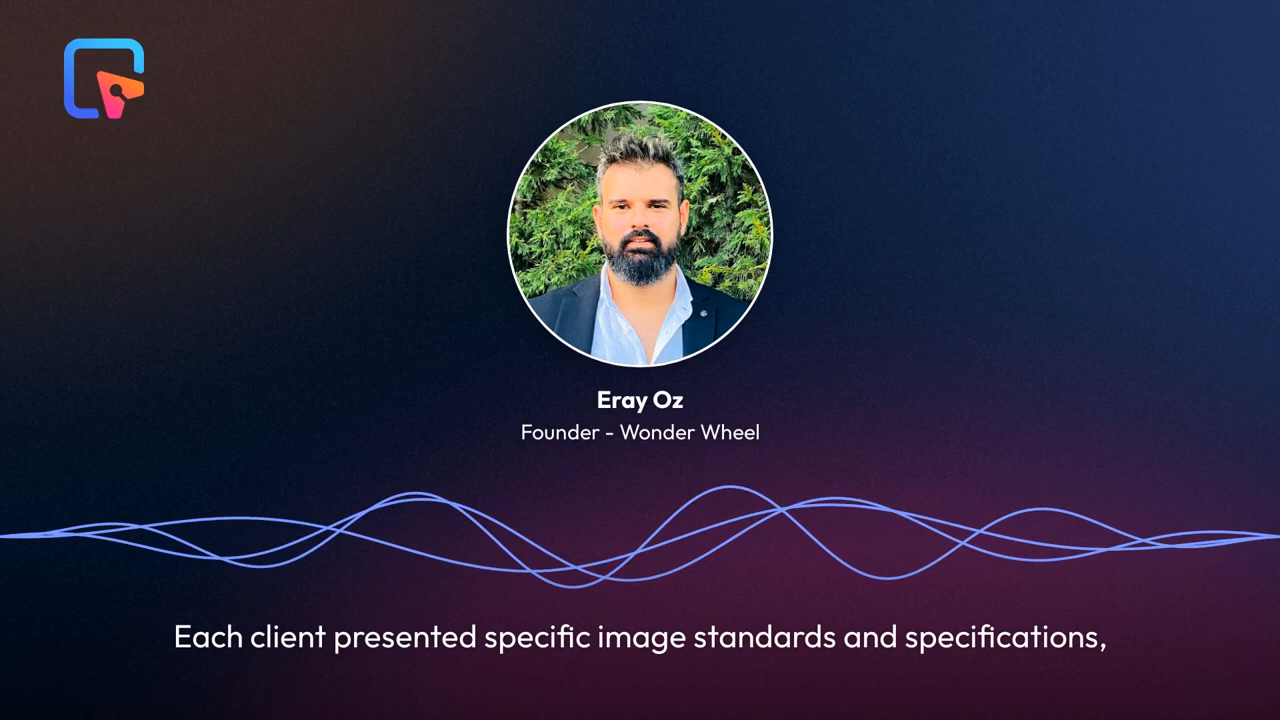 Eray Oz
Founder - Wonder Wheel
Each client presented specific image standards and specifications,